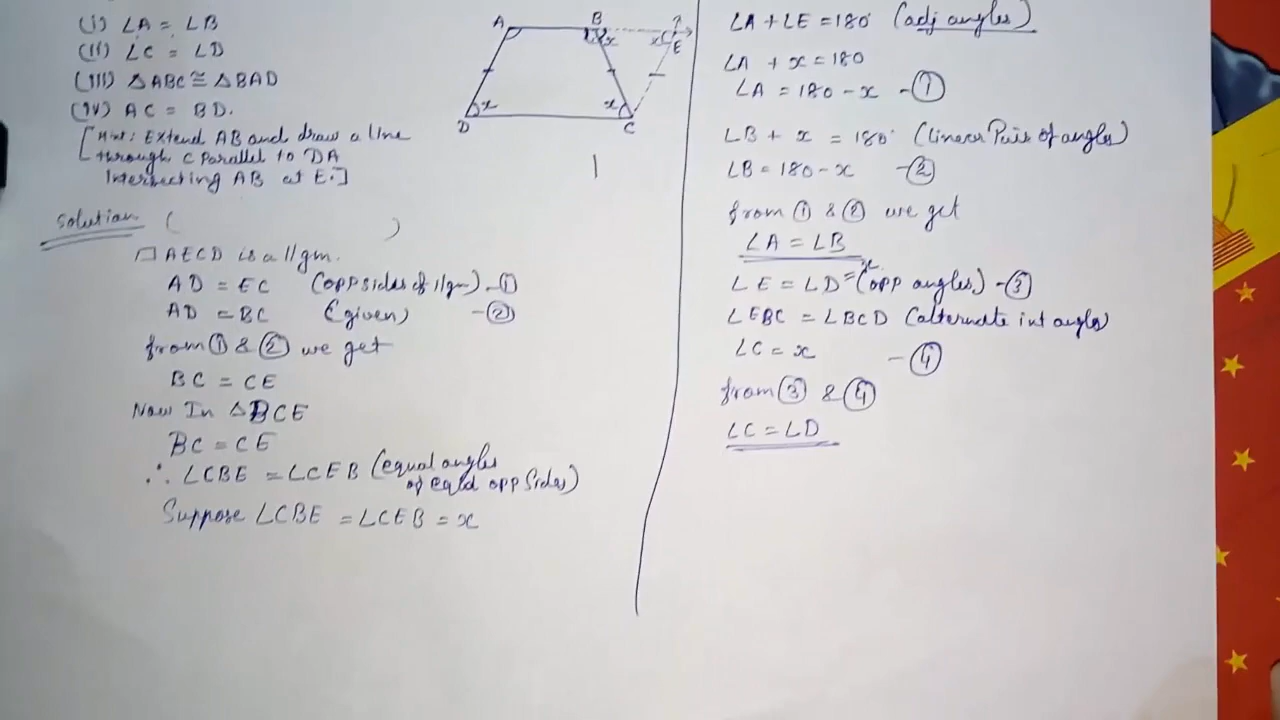 (i) ∠A = ∠B
(ii) ∠C = ∠D
(iii) △ABC ≅ △BAD
(iv) AC = BD.
[Hint: Extend AB and draw a line
through C parallel to DA
Intersecting AB at E.]
A B E
D C
x x x x
Solution ( )
▱ AECD is a //gm.
AD = EC (opp sides of //gm) -①
AD = BC (given) -②
from ① & ② we get
BC = CE
Now In △BCE
BC = CE
∴ ∠CBE = ∠CEB (equal angles
of opp sides)
Suppose ∠CBE = ∠CEB = x
∠A + ∠E = 180° (adj angles)
∠A + x = 180
∠A = 180 - x -①
∠B + x = 180° (linear Pair of angles)
∠B = 180 - x -②
from ① & ② we get
∠A = ∠B
∠E = ∠D = x (opp angles) -③
∠EBC = ∠BCD (alternate int angles)
∠C = x -④
from ③ & ④
∠C = ∠D